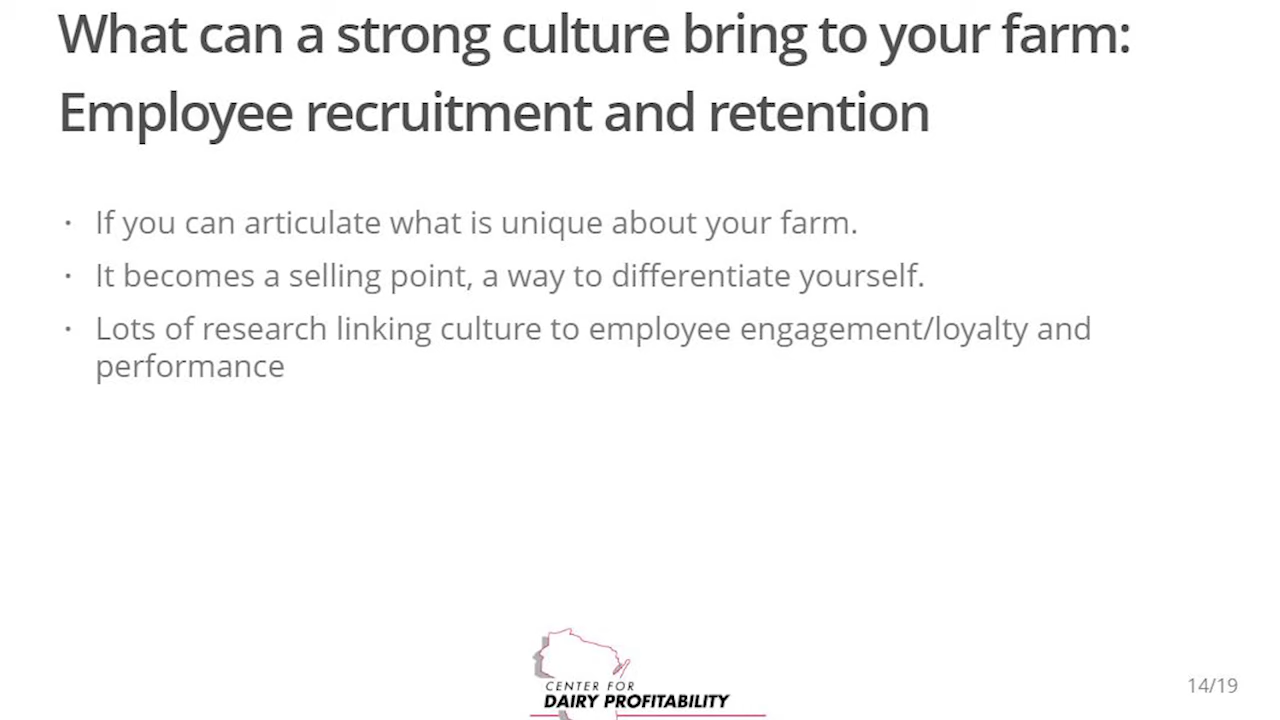 What can a strong culture bring to your farm:
Employee recruitment and retention
· If you can articulate what is unique about your farm.
· It becomes a selling point, a way to differentiate yourself.
· Lots of research linking culture to employee engagement/loyalty and
performance
CENTER FOR
DAIRY PROFITABILITY
14/19